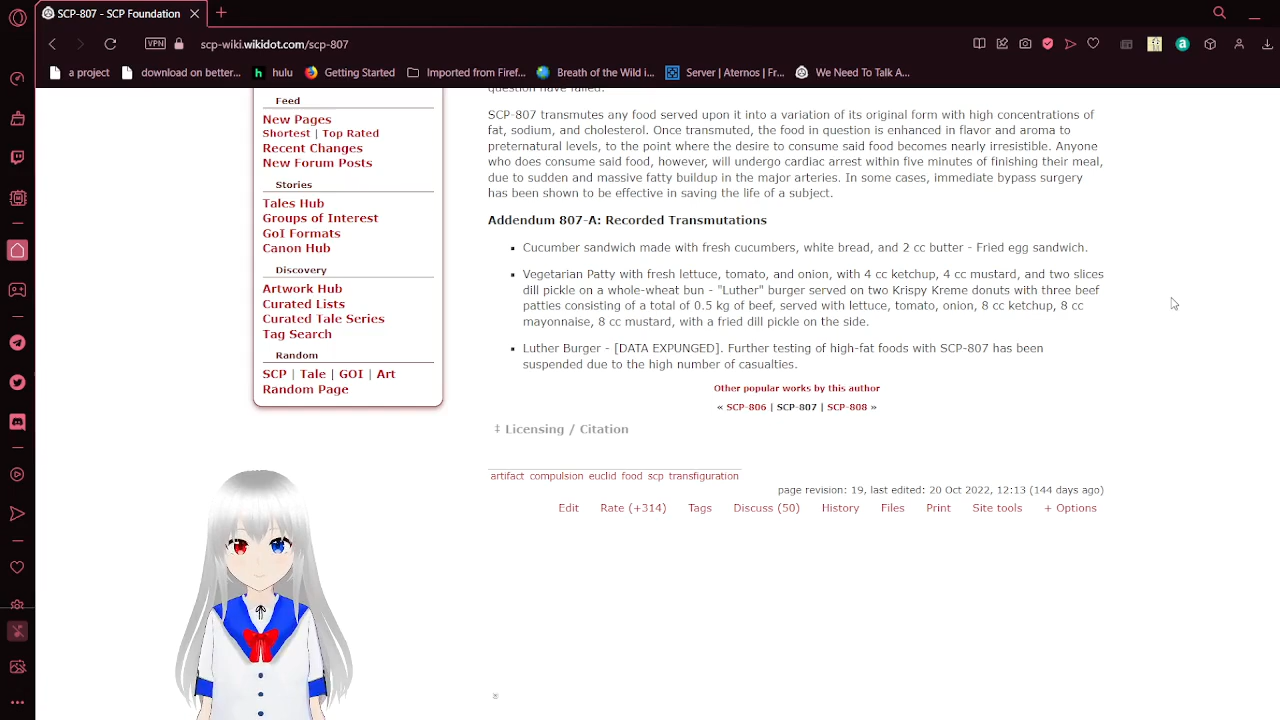 SCP-807 - SCP Foundation
VPN
scp-wiki.wikidot.com/scp-807
a project
download on better...
hulu
Getting Started
Imported from Firef...
Breath of the Wild i...
Server | Aternos | Fr...
We Need To Talk A...
Feed
New Pages
Shortest | Top Rated
Recent Changes
New Forum Posts
Stories
Tales Hub
Groups of Interest
GoI Formats
Canon Hub
Discovery
Artwork Hub
Curated Lists
Curated Tale Series
Tag Search
Random
SCP | Tale | GOI | Art
Random Page
question have failed.
SCP-807 transmutes any food served upon it into a variation of its original form with high concentrations of
fat, sodium, and cholesterol. Once transmuted, the food in question is enhanced in flavor and aroma to
preternatural levels, to the point where the desire to consume said food becomes nearly irresistible. Anyone
who does consume said food, however, will undergo cardiac arrest within five minutes of finishing their meal,
due to sudden and massive fatty buildup in the major arteries. In some cases, immediate bypass surgery
has been shown to be effective in saving the life of a subject.
Addendum 807-A: Recorded Transmutations
Cucumber sandwich made with fresh cucumbers, white bread, and 2 cc butter - Fried egg sandwich.
Vegetarian Patty with fresh lettuce, tomato, and onion, with 4 cc ketchup, 4 cc mustard, and two slices
dill pickle on a whole-wheat bun - "Luther" burger served on two Krispy Kreme donuts with three beef
patties consisting of a total of 0.5 kg of beef, served with lettuce, tomato, onion, 8 cc ketchup, 8 cc
mayonnaise, 8 cc mustard, with a fried dill pickle on the side.
Luther Burger - [DATA EXPUNGED]. Further testing of high-fat foods with SCP-807 has been
suspended due to the high number of casualties.
Other popular works by this author
« SCP-806 | SCP-807 | SCP-808 »
‡ Licensing / Citation
artifact compulsion euclid food scp transfiguration
page revision: 19, last edited: 20 Oct 2022, 12:13 (144 days ago)
Edit Rate (+314) Tags Discuss (50) History Files Print Site tools + Options